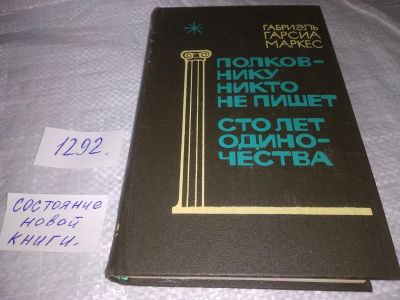 ГАБРИЭЛЬ
ГАРСИА
МАРКЕС
ПОЛКОВ-
НИКУ
НИКТО
НЕ ПИШЕТ
СТО ЛЕТ
ОДИНО-
ЧЕСТВА
1292.
СОСТОЯНИЕ
НОВОЙ
КНИГИ.